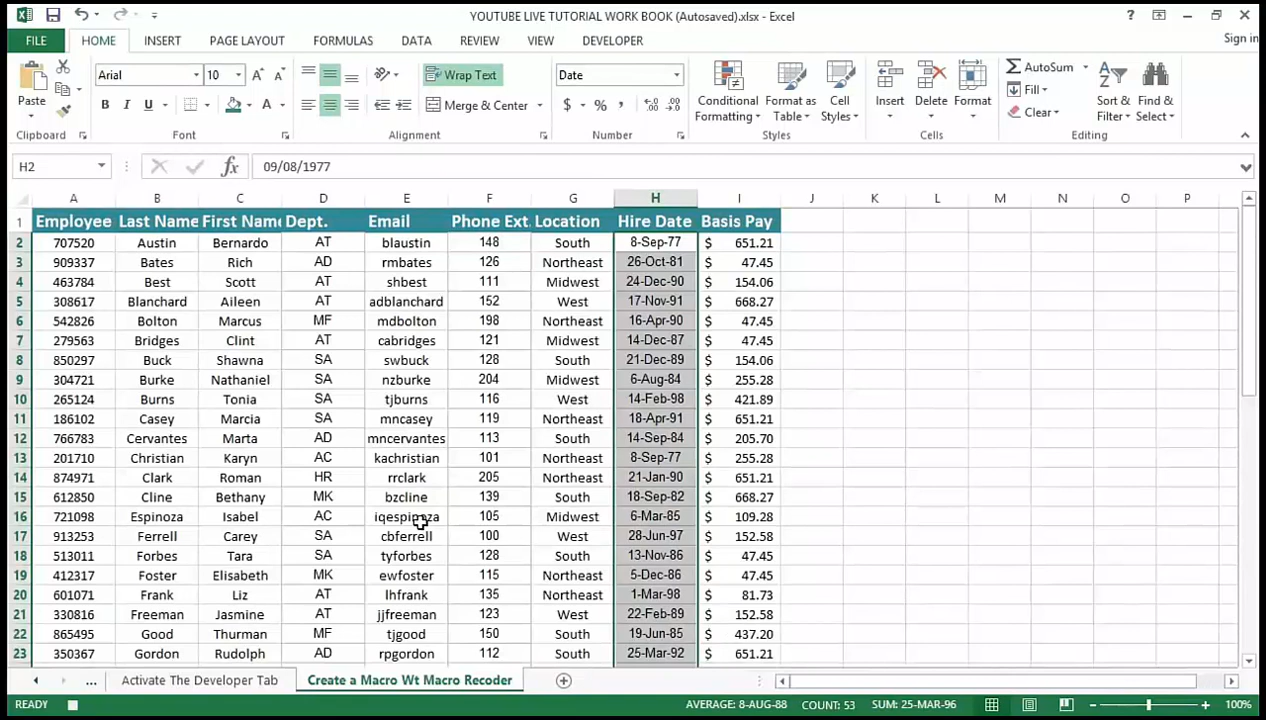 YOUTUBE LIVE TUTORIAL WORK BOOK (Autosaved).xlsx - Excel
?
FILE HOME INSERT PAGE LAYOUT FORMULAS DATA REVIEW VIEW DEVELOPER Sign in
Arial 10 Wrap Text Date AutoSum
Paste B I U Merge & Center $ % , Conditional Formatting Format as Table Cell Styles Insert Delete Format Fill Clear Sort & Filter Find & Select
Clipboard Font Alignment Number Styles Cells Editing
H2 fx 09/08/1977
A B C D E F G H I J K L M N O P
1 Employee Last Name First Name Dept. Email Phone Ext. Location Hire Date Basis Pay
2 707520 Austin Bernardo AT blaustin 148 South 8-Sep-77 $ 651.21
3 909337 Bates Rich AD rmbates 126 Northeast 26-Oct-81 $ 47.45
4 463784 Best Scott AT shbest 111 Midwest 24-Dec-90 $ 154.06
5 308617 Blanchard Aileen AT adblanchard 152 West 17-Nov-91 $ 668.27
6 542826 Bolton Marcus MF mdbolton 198 Northeast 16-Apr-90 $ 47.45
7 279563 Bridges Clint AT cabridges 121 Midwest 14-Dec-87 $ 47.45
8 850297 Buck Shawna SA swbuck 128 South 21-Dec-89 $ 154.06
9 304721 Burke Nathaniel SA nzburke 204 Midwest 6-Aug-84 $ 255.28
10 265124 Burns Tonia SA tjburns 116 West 14-Feb-98 $ 421.89
11 186102 Casey Marcia SA mncasey 119 Northeast 18-Apr-91 $ 651.21
12 766783 Cervantes Marta AD mncervantes 113 South 14-Sep-84 $ 205.70
13 201710 Christian Karyn AC kachristian 101 Northeast 8-Sep-77 $ 255.28
14 874971 Clark Roman HR rrclark 205 Northeast 21-Jan-90 $ 651.21
15 612850 Cline Bethany MK bzcline 139 South 18-Sep-82 $ 668.27
16 721098 Espinoza Isabel AC iqespinoza 105 Midwest 6-Mar-85 $ 109.28
17 913253 Ferrell Carey SA cbferrell 100 West 28-Jun-97 $ 152.58
18 513011 Forbes Tara SA tyforbes 128 South 13-Nov-86 $ 47.45
19 412317 Foster Elisabeth MK ewfoster 115 Northeast 5-Dec-86 $ 47.45
20 601071 Frank Liz AT lhfrank 135 Northeast 1-Mar-98 $ 81.73
21 330816 Freeman Jasmine AT jjfreeman 123 West 22-Feb-89 $ 152.58
22 865495 Good Thurman MF tjgood 150 South 19-Jun-85 $ 437.20
23 350367 Gordon Rudolph AD rpgordon 112 South 25-Mar-92 $ 651.21
... Activate The Developer Tab Create a Macro Wt Macro Recoder
READY AVERAGE: 8-AUG-88 COUNT: 53 SUM: 25-MAR-96 100%